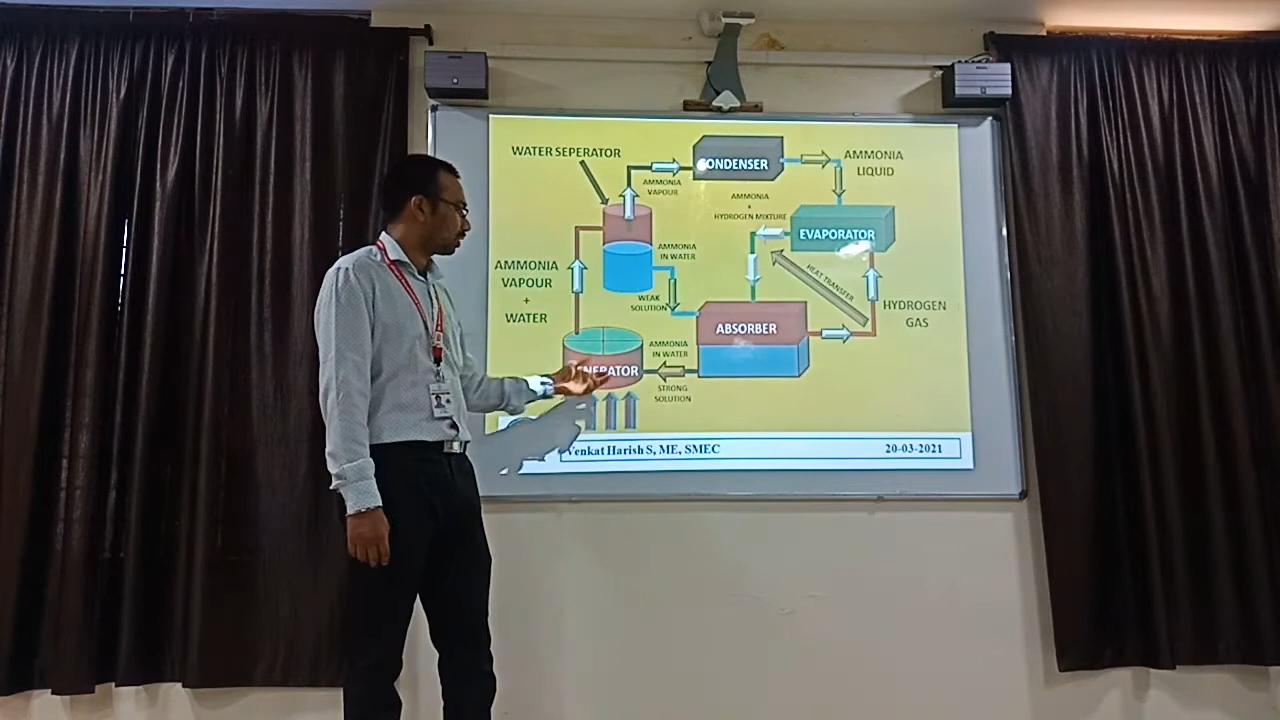 WATER SEPERATOR
CONDENSER
AMMONIA
LIQUID
AMMONIA
VAPOUR
AMMONIA
+
HYDROGEN MIXTURE
EVAPORATOR
AMMONIA
IN WATER
AMMONIA
VAPOUR
+
WATER
HEAT TRANSFER
WEAK
SOLUTION
HYDROGEN
GAS
ABSORBER
AMMONIA
IN WATER
GENERATOR
STRONG
SOLUTION
Venkat Harish S, ME, SMEC
20-03-2021